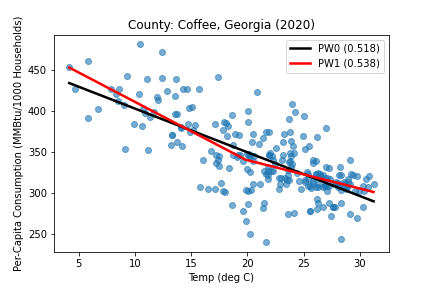 County: Coffee, Georgia (2020)
PW0 (0.518)
PW1 (0.538)
Per-Capita Consumption (MMBtu/1000 Households)
450
400
350
300
250
5 10 15 20 25 30
Temp (deg C)